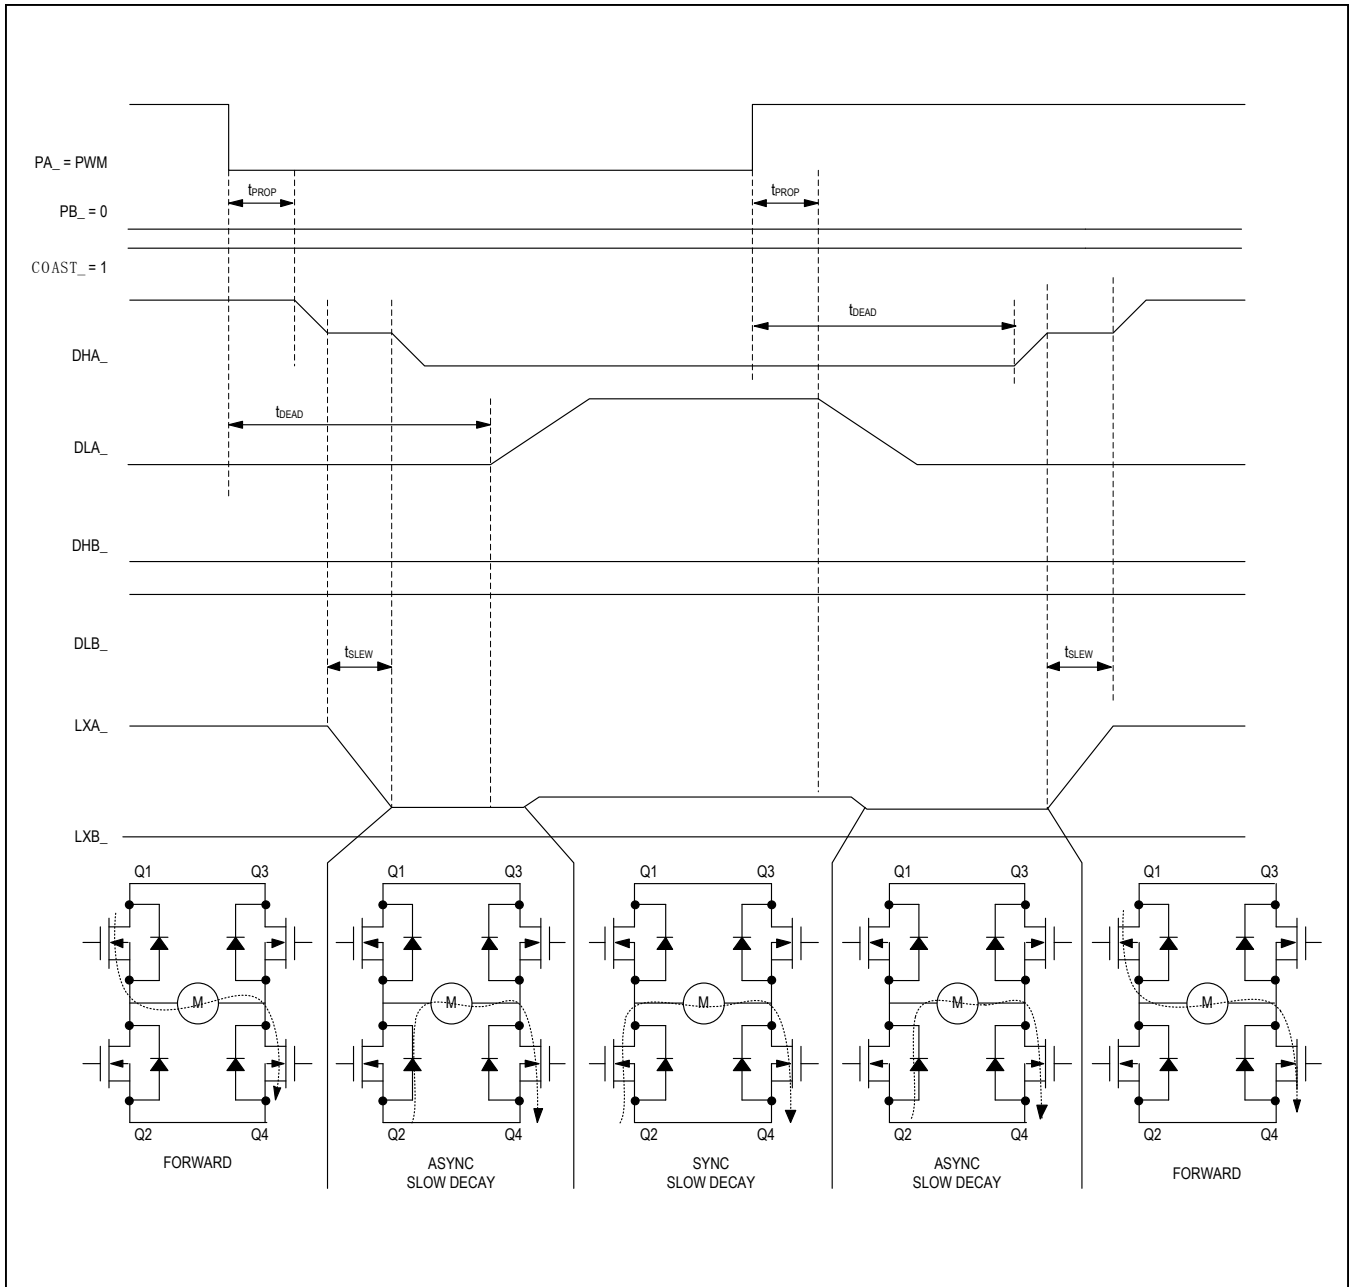 PA_ = PWM
tPROP
tPROP
PB_ = 0
COAST_ = 1
tDEAD
DHA_
tDEAD
DLA_
DHB_
DLB_
tSLEW
tSLEW
LXA_
LXB_
Q1 Q3 Q1 Q3 Q1 Q3 Q1 Q3 Q1 Q3
M M M M M
Q2 Q4 Q2 Q4 Q2 Q4 Q2 Q4 Q2 Q4
FORWARD
ASYNC
SLOW DECAY
SYNC
SLOW DECAY
ASYNC
SLOW DECAY
FORWARD